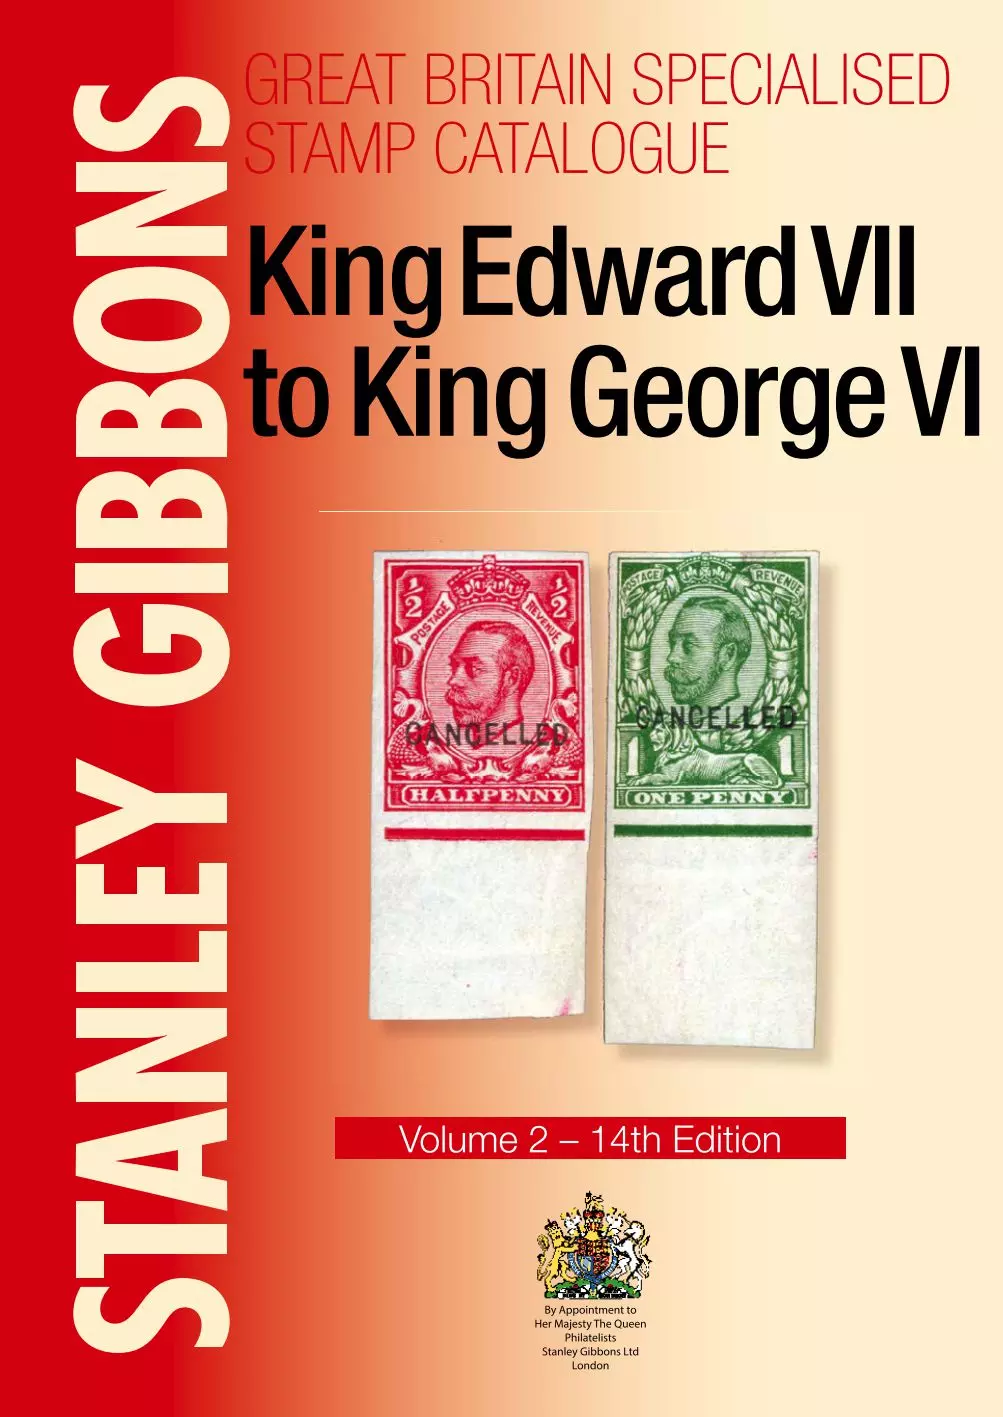 STANLEY GIBBONS
GREAT BRITAIN SPECIALISED
STAMP CATALOGUE
King Edward VII
to King George VI
½ ½
POSTAGE REVENUE
CANCELLED
HALFPENNY
POSTAGE REVENUE
CANCELLED
1 1
ONE PENNY
Volume 2 – 14th Edition
By Appointment to
Her Majesty The Queen
Philatelists
Stanley Gibbons Ltd
London